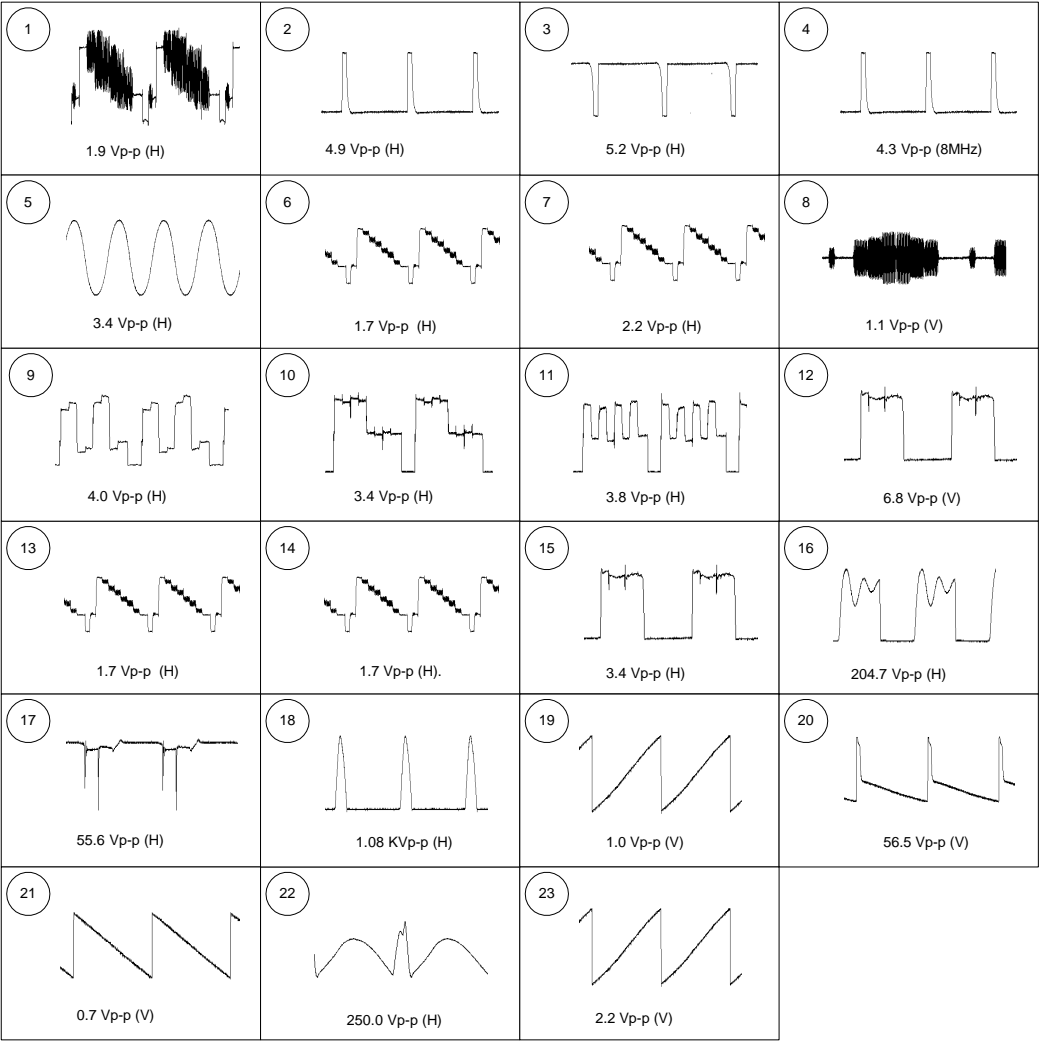 1
1.9 Vp-p (H)
2
4.9 Vp-p (H)
3
5.2 Vp-p (H)
4
4.3 Vp-p (8MHz)
5
3.4 Vp-p (H)
6
1.7 Vp-p (H)
7
2.2 Vp-p (H)
8
1.1 Vp-p (V)
9
4.0 Vp-p (H)
10
3.4 Vp-p (H)
11
3.8 Vp-p (H)
12
6.8 Vp-p (V)
13
1.7 Vp-p (H)
14
1.7 Vp-p (H).
15
3.4 Vp-p (H)
16
204.7 Vp-p (H)
17
55.6 Vp-p (H)
18
1.08 KVp-p (H)
19
1.0 Vp-p (V)
20
56.5 Vp-p (V)
21
0.7 Vp-p (V)
22
250.0 Vp-p (H)
23
2.2 Vp-p (V)